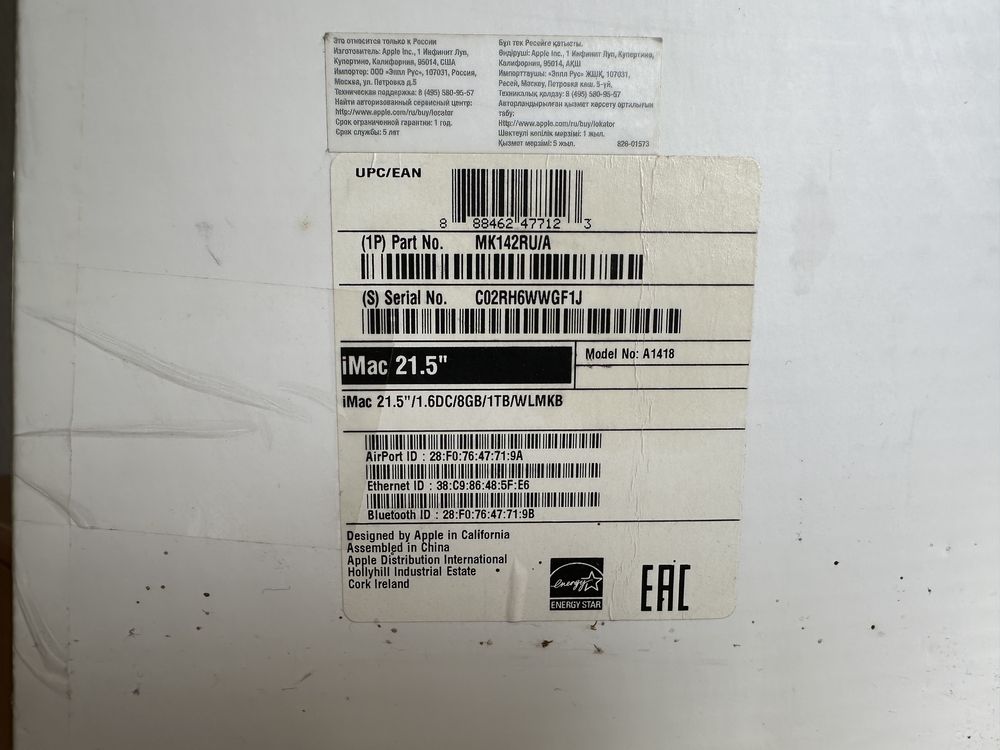 Это относится только к России
Изготовитель: Apple Inc., 1 Инфинит Луп,
Купертино, Калифорния, 95014, США
Импортер: ООО «Эппл Рус», 107031, Россия,
Москва, ул. Петровка д.5
Техническая поддержка: 8 (495) 580-95-57
Найти авторизованный сервисный центр:
http://www.apple.com/ru/buy/locator
Срок ограниченной гарантии: 1 год.
Срок службы: 5 лет
Бұл тек Ресейге қатысты.
Өндіруші: Apple Inc., 1 Инфинит Луп, Купертино,
Калифорния, 95014, АҚШ
Импорттаушы: «Эппл Рус» ЖШҚ, 107031,
Ресей, Москву, Петровка көш. 5-үй,
Техникалық қолдау: 8 (495) 580-95-57
Авторландырылған қызмет көрсету орталығын
табу:
Http://www.apple.com/ru/buy/lokator
Шектеулі кепілік мерзімі: 1 жыл.
Қызмет мерзімі: 5 жыл. 826-01573
UPC/EAN
8 88462 47712 3
(1P) Part No. MK142RU/A
(S) Serial No. C02RH6WWGF1J
iMac 21.5"
Model No: A1418
iMac 21.5"/1.6DC/8GB/1TB/WLMKB
AirPort ID : 28:F0:76:47:71:9A
Ethernet ID : 38:C9:86:48:5F:E6
Bluetooth ID : 28:F0:76:47:71:9B
Designed by Apple in California
Assembled in China
Apple Distribution International
Hollyhill Industrial Estate
Cork Ireland
energy
ENERGY STAR
EAC